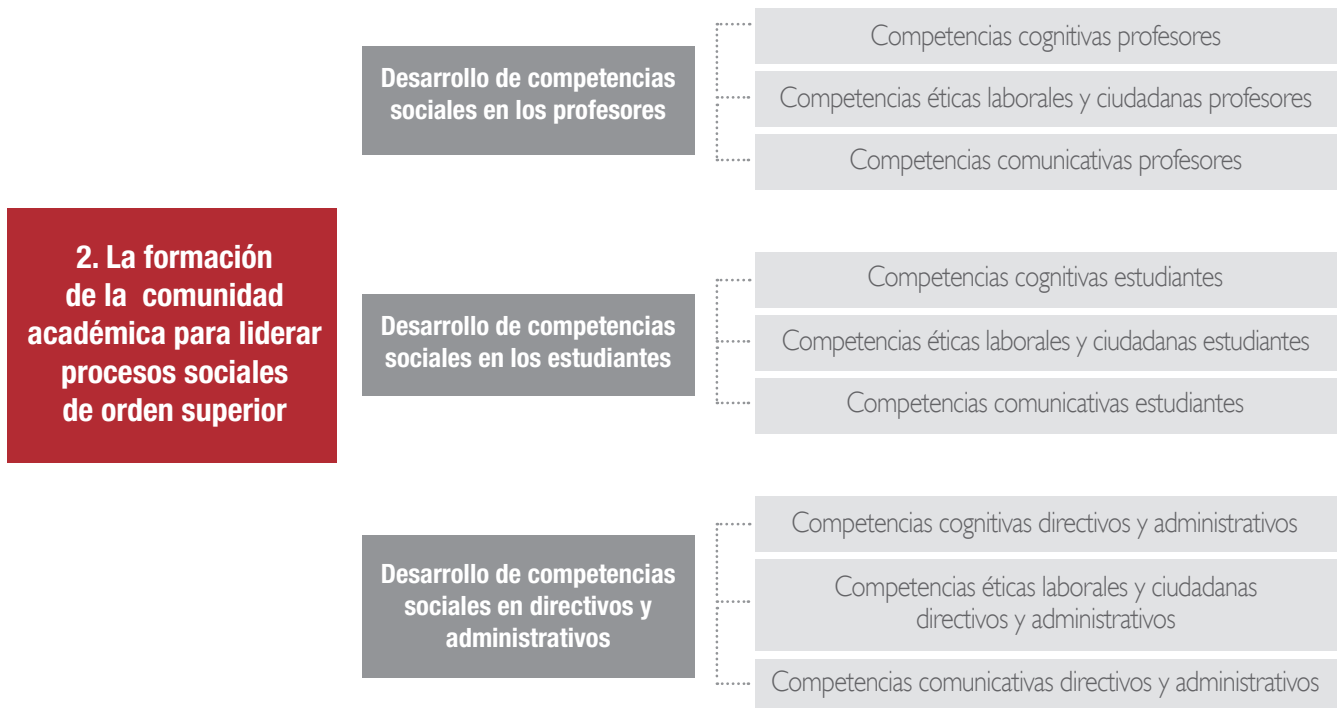 2. La formación
de la comunidad
académica para liderar
procesos sociales
de orden superior
Desarrollo de competencias
sociales en los profesores
Competencias cognitivas profesores
Competencias éticas laborales y ciudadanas profesores
Competencias comunicativas profesores
Desarrollo de competencias
sociales en los estudiantes
Competencias cognitivas estudiantes
Competencias éticas laborales y ciudadanas estudiantes
Competencias comunicativas estudiantes
Desarrollo de competencias
sociales en directivos y
administrativos
Competencias cognitivas directivos y administrativos
Competencias éticas laborales y ciudadanas
directivos y administrativos
Competencias comunicativas directivos y administrativos